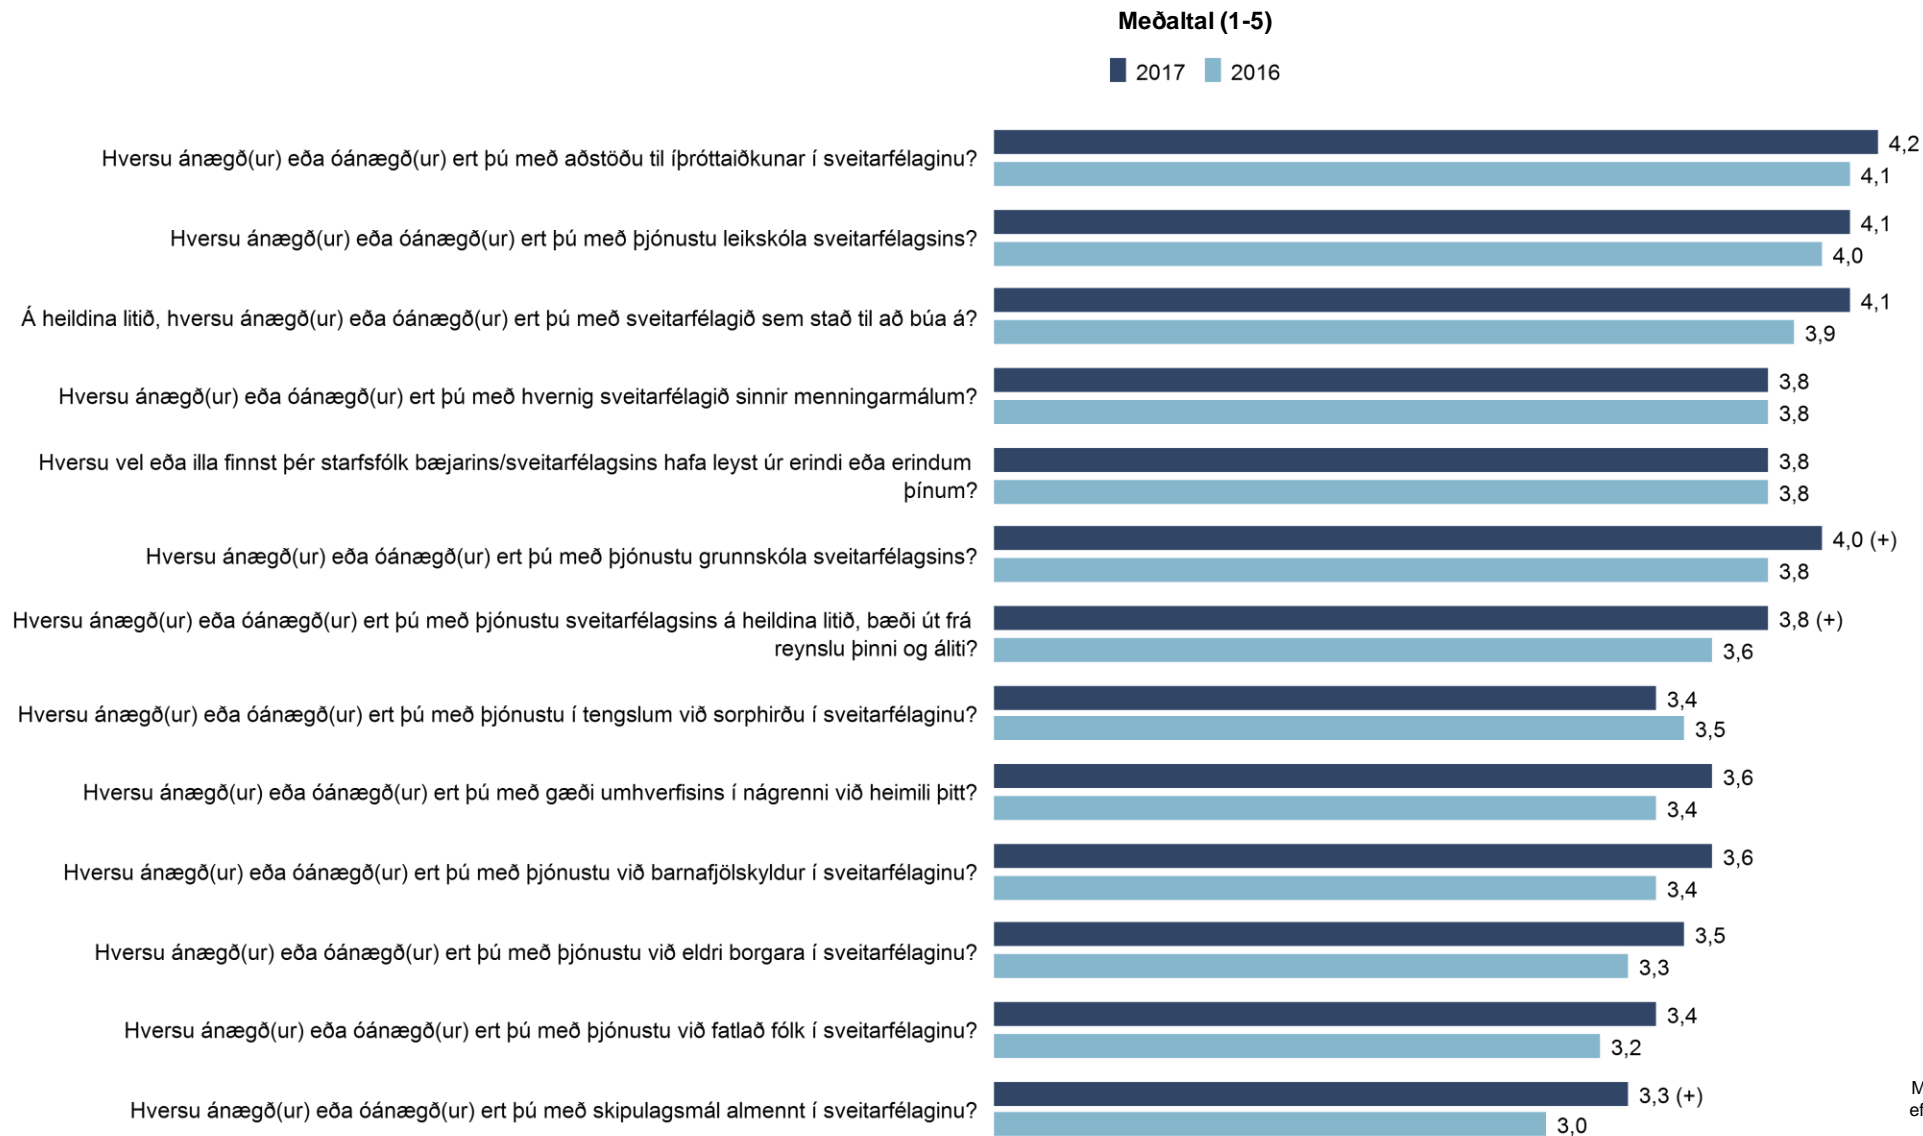 Meðaltal (1-5)
2017 2016
Hversu ánægð(ur) eða óánægð(ur) ert þú með aðstöðu til íþróttaiðkunar í sveitarfélaginu?
4,2
4,1
Hversu ánægð(ur) eða óánægð(ur) ert þú með þjónustu leikskóla sveitarfélagsins?
4,1
4,0
Á heildina litið, hversu ánægð(ur) eða óánægð(ur) ert þú með sveitarfélagið sem stað til að búa á?
4,1
3,9
Hversu ánægð(ur) eða óánægð(ur) ert þú með hvernig sveitarfélagið sinnir menningarmálum?
3,8
3,8
Hversu vel eða illa finnst þér starfsfólk bæjarins/sveitarfélagsins hafa leyst úr erindi eða erindum
þínum?
3,8
3,8
Hversu ánægð(ur) eða óánægð(ur) ert þú með þjónustu grunnskóla sveitarfélagsins?
4,0 (+)
3,8
Hversu ánægð(ur) eða óánægð(ur) ert þú með þjónustu sveitarfélagsins á heildina litið, bæði út frá
reynslu þinni og áliti?
3,8 (+)
3,6
Hversu ánægð(ur) eða óánægð(ur) ert þú með þjónustu í tengslum við sorphirðu í sveitarfélaginu?
3,4
3,5
Hversu ánægð(ur) eða óánægð(ur) ert þú með gæði umhverfisins í nágrenni við heimili þitt?
3,6
3,4
Hversu ánægð(ur) eða óánægð(ur) ert þú með þjónustu við barnafjölskyldur í sveitarfélaginu?
3,6
3,4
Hversu ánægð(ur) eða óánægð(ur) ert þú með þjónustu við eldri borgara í sveitarfélaginu?
3,5
3,3
Hversu ánægð(ur) eða óánægð(ur) ert þú með þjónustu við fatlað fólk í sveitarfélaginu?
3,4
3,2
Hversu ánægð(ur) eða óánægð(ur) ert þú með skipulagsmál almennt í sveitarfélaginu?
3,3 (+)
3,0